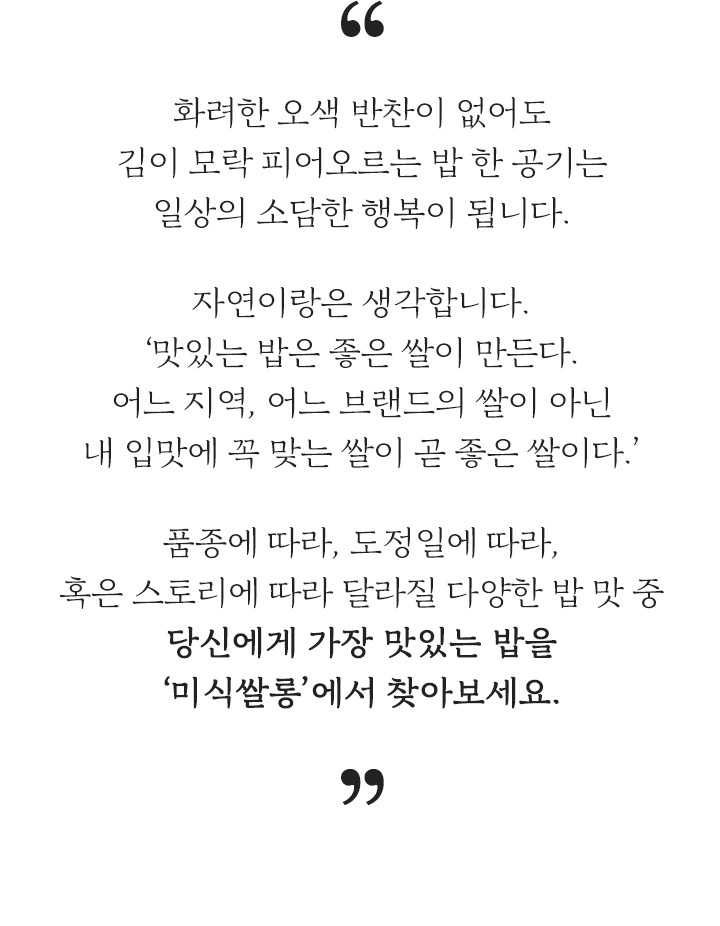 “
화려한 오색 반찬이 없어도
김이 모락 피어오르는 밥 한 공기는
일상의 소담한 행복이 됩니다.
자연이랑은 생각합니다.
‘맛있는 밥은 좋은 쌀이 만든다.
어느 지역, 어느 브랜드의 쌀이 아닌
내 입맛에 꼭 맞는 쌀이 곧 좋은 쌀이다.’
품종에 따라, 도정일에 따라,
혹은 스토리에 따라 달라질 다양한 밥 맛 중
당신에게 가장 맛있는 밥을
‘미식쌀롱’에서 찾아보세요.
”